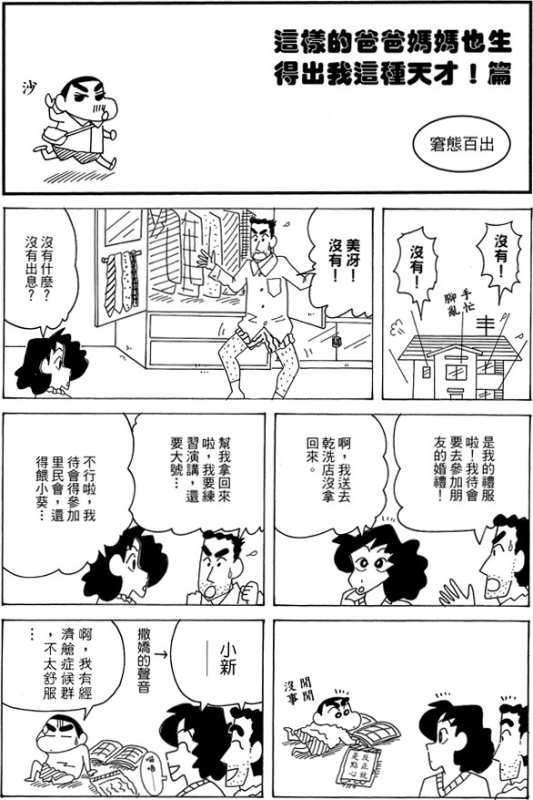 這樣的爸爸媽媽也生
得出我這種天才！篇
窘態百出
沙
沒有！
沒有！
手忙
腳亂
美冴！
沒有！
沒有什麼？
沒有出息？
是我的禮服
啦！我待會
要去參加朋
友的婚禮！
啊，我送去
乾洗店沒拿
回來。
幫我拿回來
啦，我要練
習演講，還
要大號…
不行啦，我
待會得參加
里民會，還
得餵小葵…
閒閒
沒事
反正就
是點心
小新
——
→
撒嬌的聲音
啊，我有經
濟艙症候群
，不太舒服
…